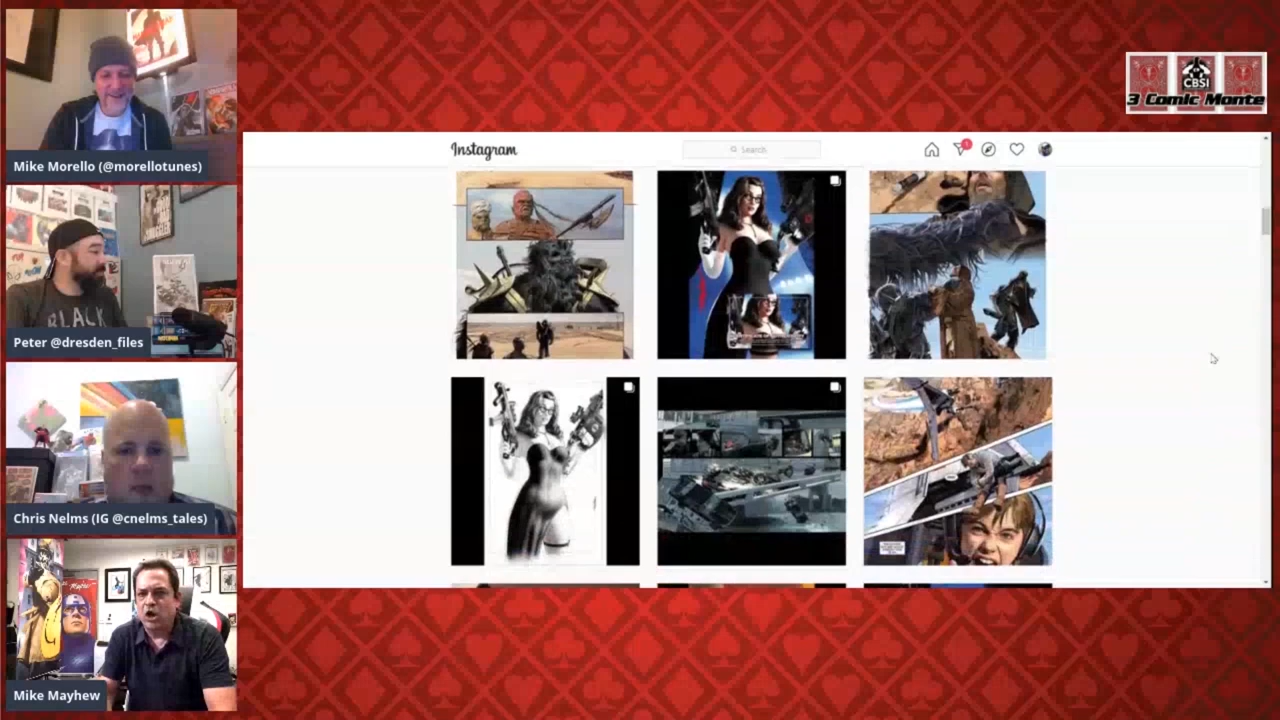 Mike Morello (@morellotunes)
BLACK
Peter @dresden_files
Chris Nelms (IG @cnelms_tales)
Mike Mayhew
CBSI
3 Comic Monte
Instagram
Search